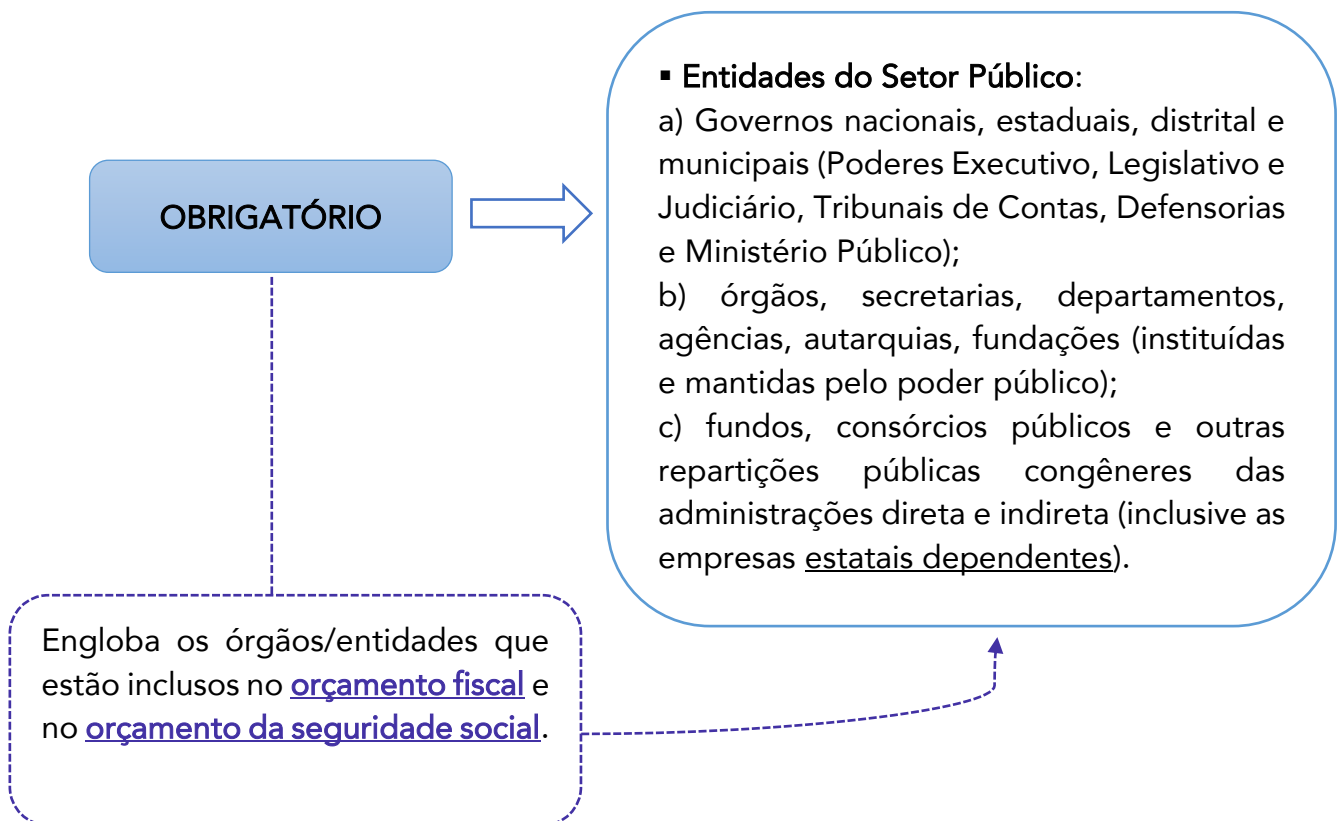 OBRIGATÓRIO
▪ Entidades do Setor Público:
a) Governos nacionais, estaduais, distrital e
municipais (Poderes Executivo, Legislativo e
Judiciário, Tribunais de Contas, Defensorias
e Ministério Público);
b) órgãos, secretarias, departamentos,
agências, autarquias, fundações (instituídas
e mantidas pelo poder público);
c) fundos, consórcios públicos e outras
repartições públicas congêneres das
administrações direta e indireta (inclusive as
empresas estatais dependentes).
Engloba os órgãos/entidades que
estão inclusos no orçamento fiscal e
no orçamento da seguridade social.